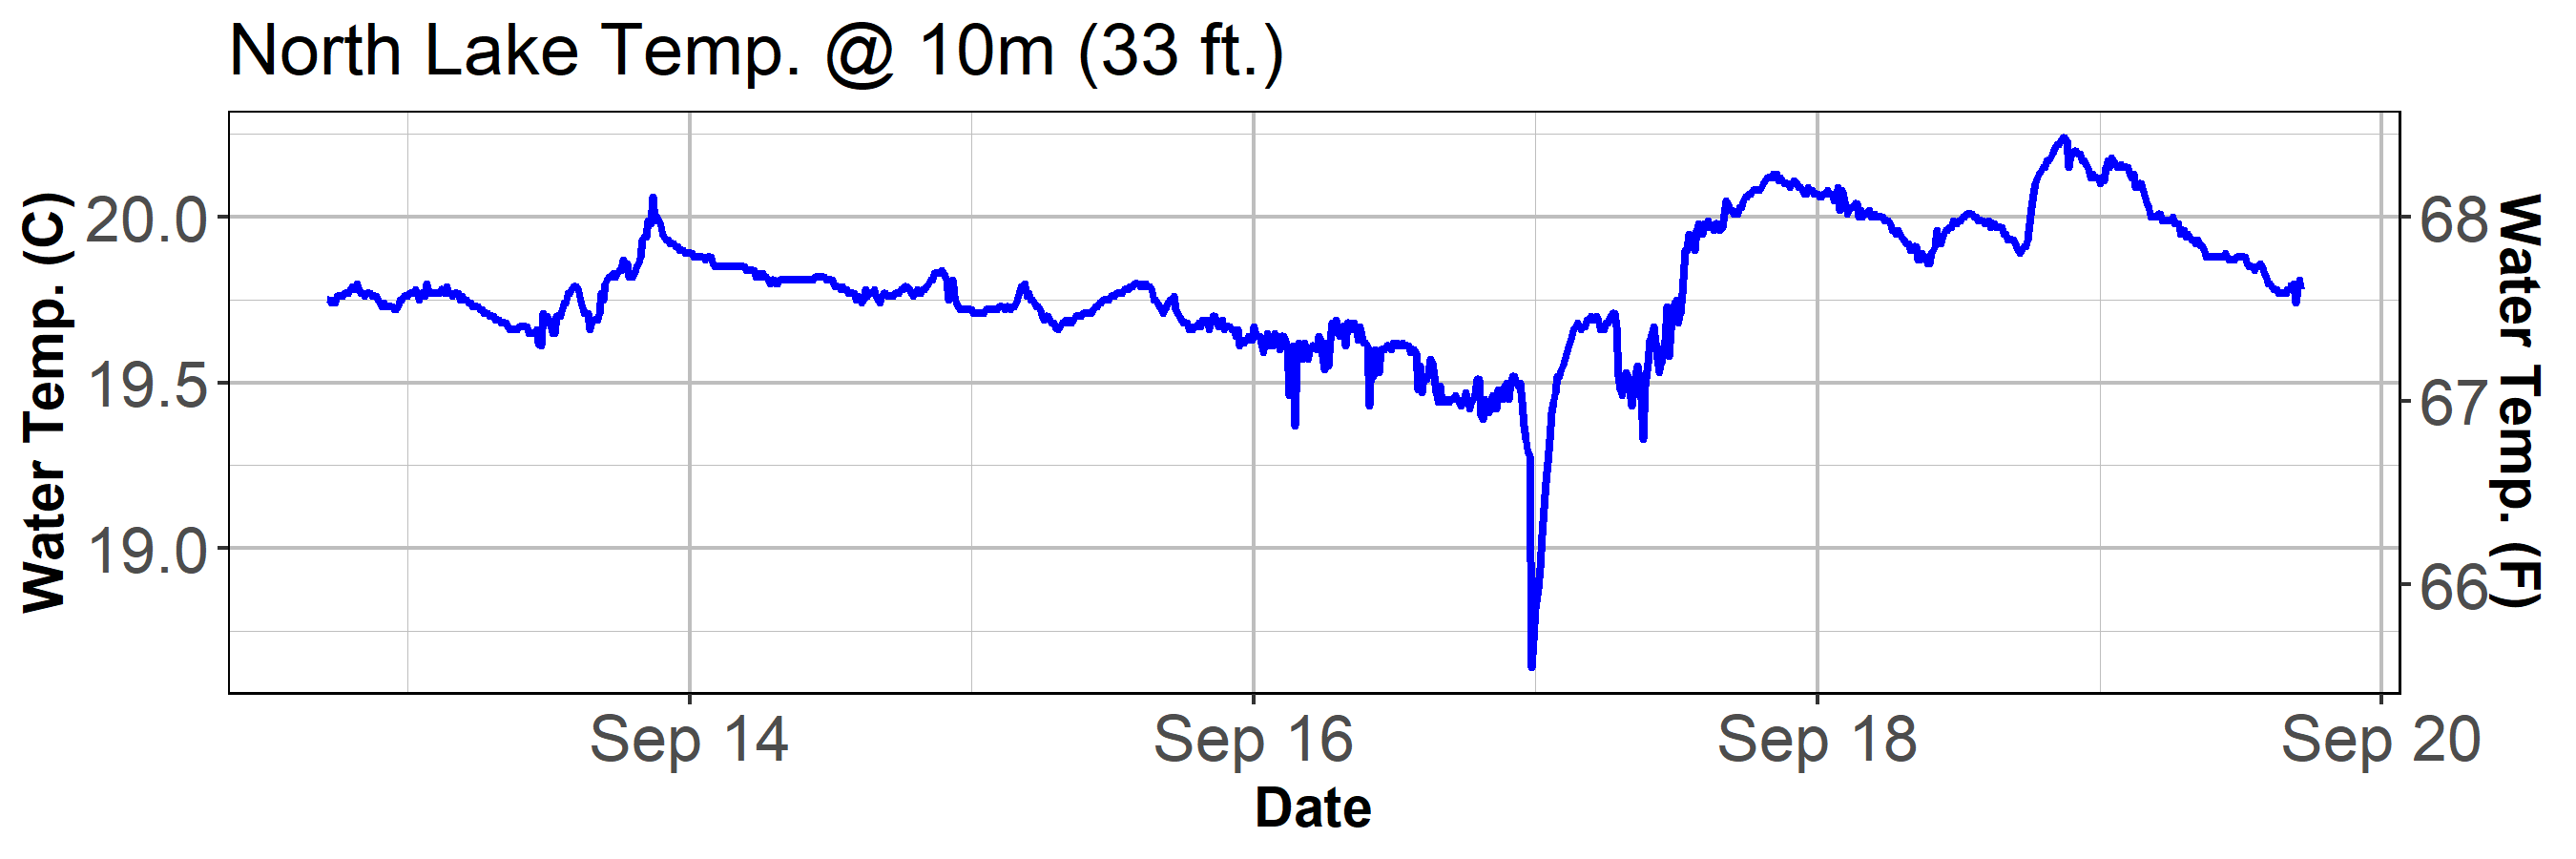 North Lake Temp. @ 10m (33 ft.)
Water Temp. (C)
20.0
19.5
19.0
68
67
66
Water Temp. (F)
Sep 14
Sep 16
Sep 18
Sep 20
Date